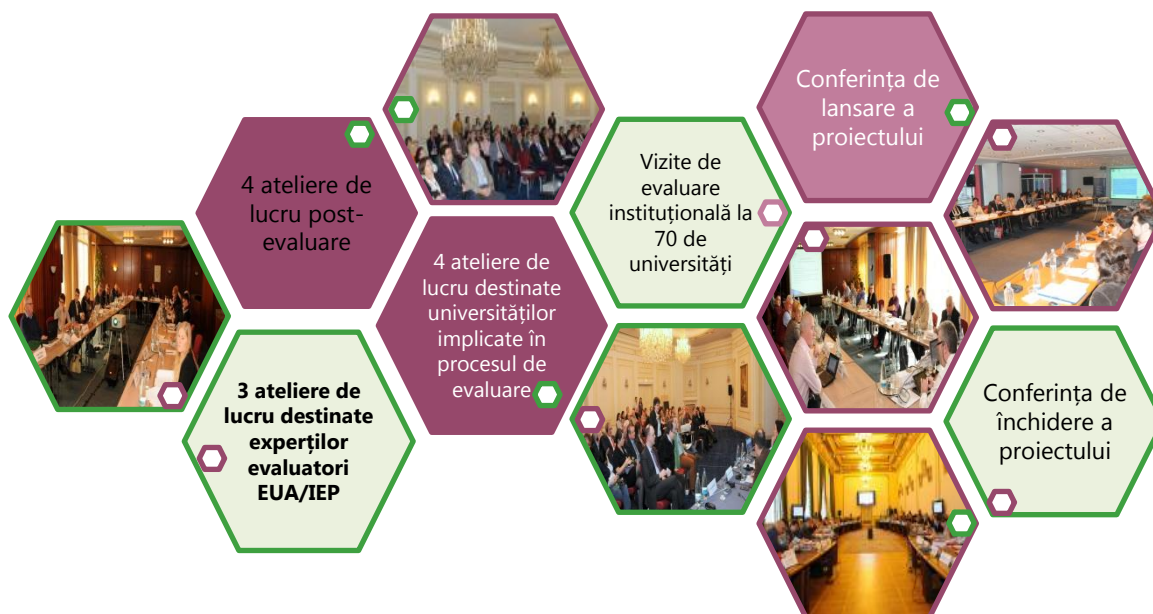 4 ateliere de
lucru post-
evaluare
3 ateliere de
lucru destinate
experților
evaluatori
EUA/IEP
4 ateliere de
lucru destinate
universităților
implicate în
procesul de
evaluare
Vizite de
evaluare
instituțională la
70 de
universități
Conferința de
lansare a
proiectului
Conferința de
închidere a
proiectului